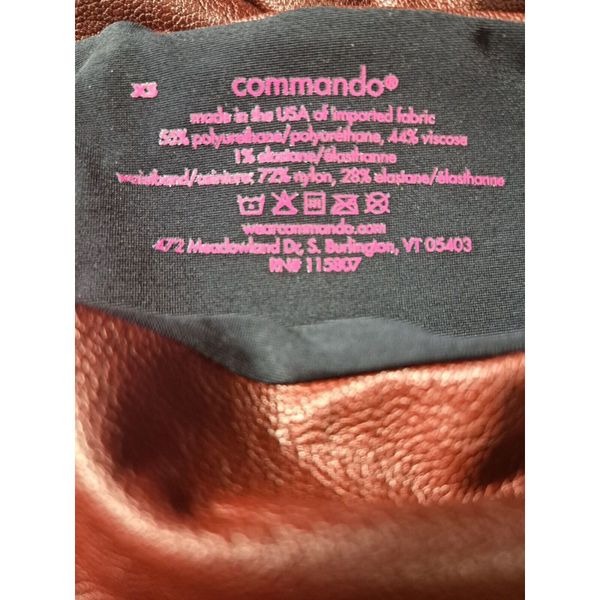 XS
commando®
made in the USA of imported fabric
55% polyurethane/polyuréthane, 44% viscose
1% elastane/élasthanne
waistband/ceinture: 72% nylon, 28% elastane/élasthanne
wearcommando.com
472 Meadowland Dr, S. Burlington, VT 05403
RN# 115807